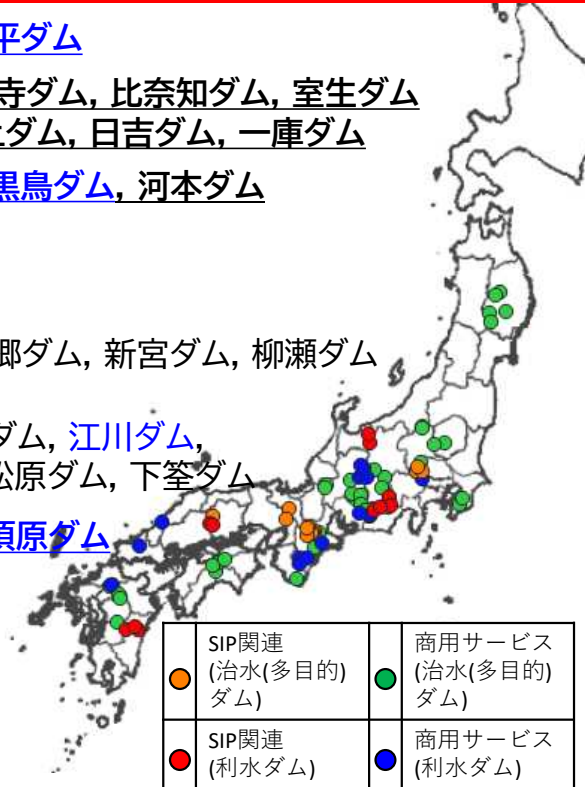 平ダム
寺ダム, 比奈知ダム, 室生ダム
ダム, 日吉ダム, 一庫ダム
黒鳥ダム, 河本ダム
郷ダム, 新宮ダム, 柳瀬ダム
ダム, 江川ダム,
松原ダム, 下筌ダム
須原ダム
SIP関連
(治水(多目的)
ダム)
商用サービス
(治水(多目的)
ダム)
SIP関連
(利水ダム)
商用サービス
(利水ダム)